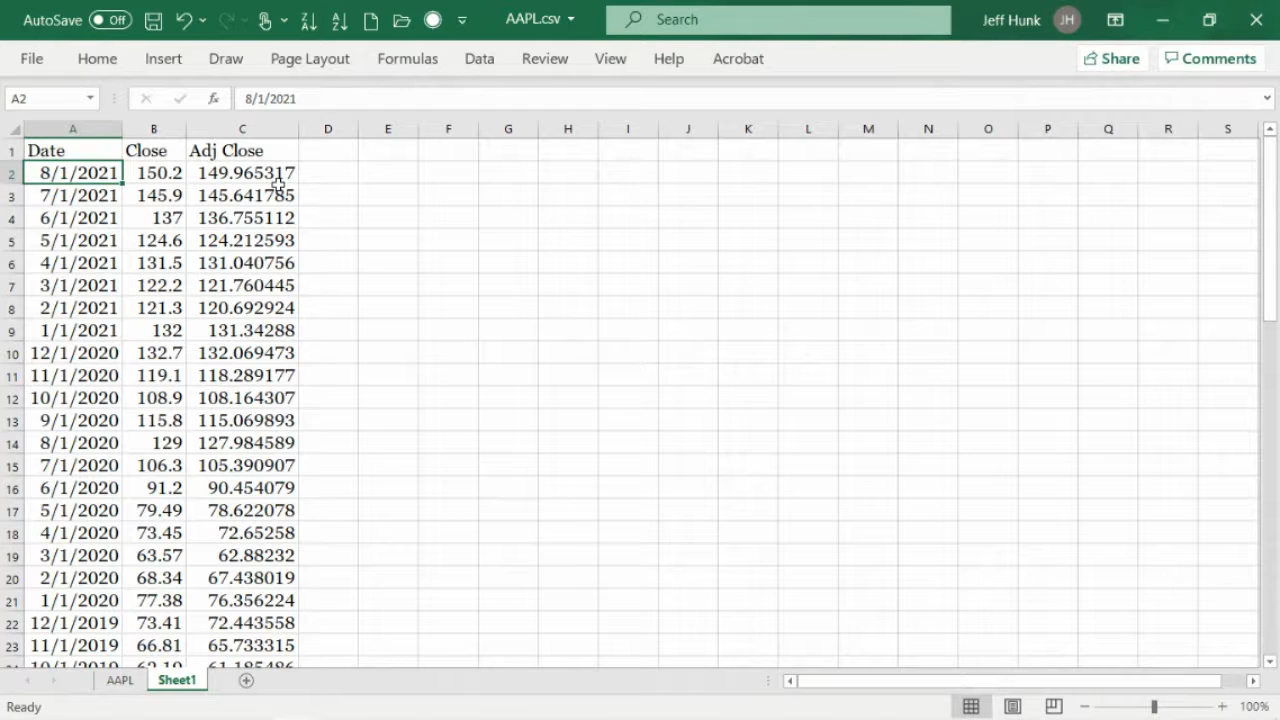 AutoSave Off AAPL.csv Search Jeff Hunk JH
File Home Insert Draw Page Layout Formulas Data Review View Help Acrobat Share Comments
A2 fx 8/1/2021
A B C D E F G H I J K L M N O P Q R S
1 Date Close Adj Close
2 8/1/2021 150.2 149.965317
3 7/1/2021 145.9 145.641785
4 6/1/2021 137 136.755112
5 5/1/2021 124.6 124.212593
6 4/1/2021 131.5 131.040756
7 3/1/2021 122.2 121.760445
8 2/1/2021 121.3 120.692924
9 1/1/2021 132 131.34288
10 12/1/2020 132.7 132.069473
11 11/1/2020 119.1 118.289177
12 10/1/2020 108.9 108.164307
13 9/1/2020 115.8 115.069893
14 8/1/2020 129 127.984589
15 7/1/2020 106.3 105.390907
16 6/1/2020 91.2 90.454079
17 5/1/2020 79.49 78.622078
18 4/1/2020 73.45 72.65258
19 3/1/2020 63.57 62.88232
20 2/1/2020 68.34 67.438019
21 1/1/2020 77.38 76.356224
22 12/1/2019 73.41 72.443558
23 11/1/2019 66.81 65.733315
10/1/2019 62.19 61.185486
AAPL Sheet1
Ready 100%